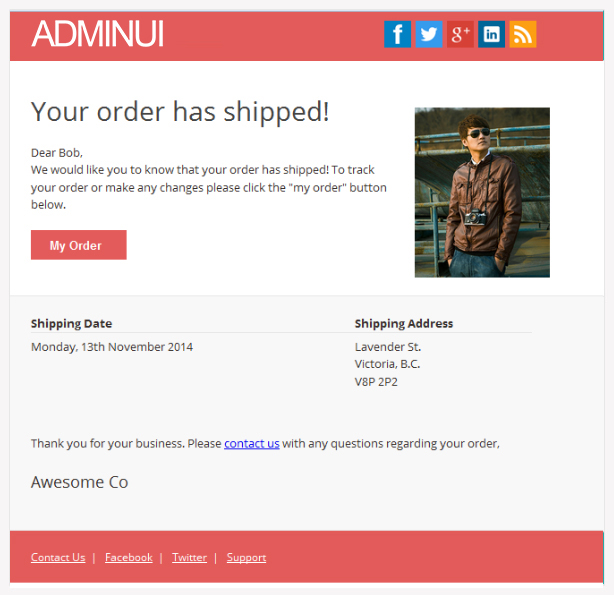 ADMINUI
Your order has shipped!
Dear Bob,
We would like you to know that your order has shipped! To track
your order or make any changes please click the "my order" button
below.
My Order
Shipping Date
Monday, 13th November 2014
Shipping Address
Lavender St.
Victoria, B.C.
V8P 2P2
Thank you for your business. Please contact us with any questions regarding your order,
Awesome Co
Contact Us | Facebook | Twitter | Support